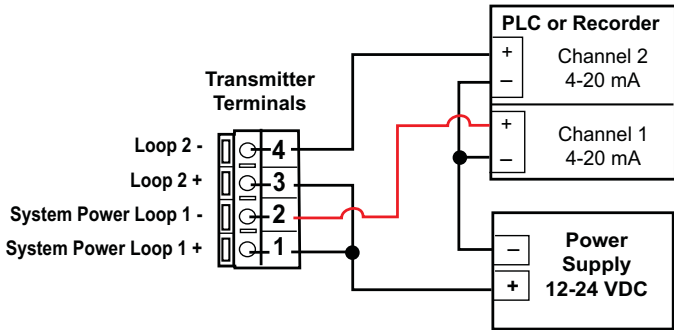 PLC or Recorder
+
Channel 2
–
4-20 mA
+
Channel 1
–
4-20 mA
Transmitter
Terminals
Loop 2 -
4
Loop 2 +
3
System Power Loop 1 -
2
System Power Loop 1 +
1
–
Power
Supply
+
12-24 VDC